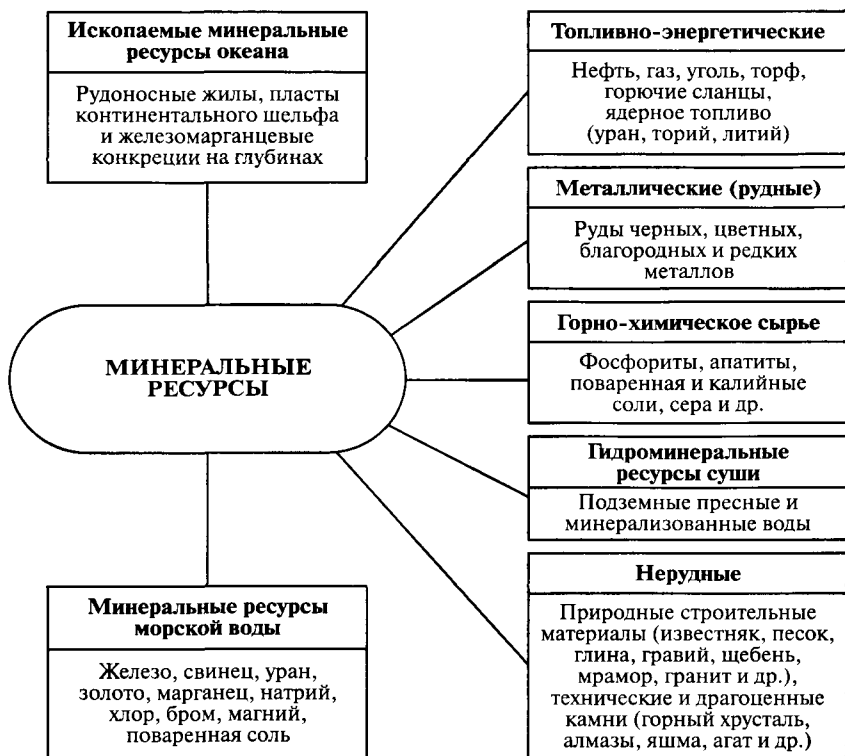 Ископаемые минеральные
ресурсы океана
Рудоносные жилы, пласты
континентального шельфа
и железомарганцевые
конкреции на глубинах
МИНЕРАЛЬНЫЕ
РЕСУРСЫ
Минеральные ресурсы
морской воды
Железо, свинец, уран,
золото, марганец, натрий,
хлор, бром, магний,
поваренная соль
Топливно-энергетические
Нефть, газ, уголь, торф,
горючие сланцы,
ядерное топливо
(уран, торий, литий)
Металлические (рудные)
Руды черных, цветных,
благородных и редких
металлов
Горно-химическое сырье
Фосфориты, апатиты,
поваренная и калийные
соли, сера и др.
Гидроминеральные
ресурсы суши
Подземные пресные и
минерализованные воды
Нерудные
Природные строительные
материалы (известняк, песок,
глина, гравий, щебень,
мрамор, гранит и др.),
технические и драгоценные
камни (горный хрусталь,
алмазы, яшма, агат и др.)